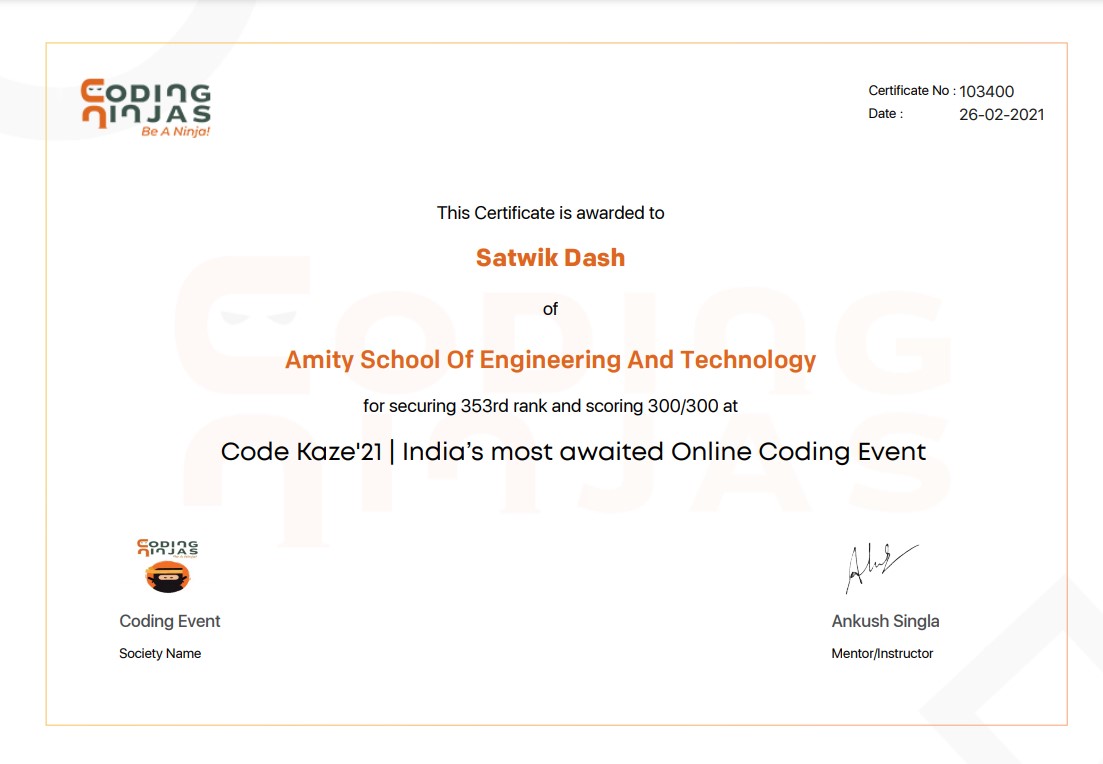 CODING
NINJAS
Be A Ninja!
Certificate No : 103400
Date : 26-02-2021
This Certificate is awarded to
Satwik Dash
of
Amity School Of Engineering And Technology
for securing 353rd rank and scoring 300/300 at
Code Kaze'21 | India's most awaited Online Coding Event
CODING
NINJAS
CODING
NINJAS
Coding Event
Society Name
Ankush Singla
Mentor/Instructor